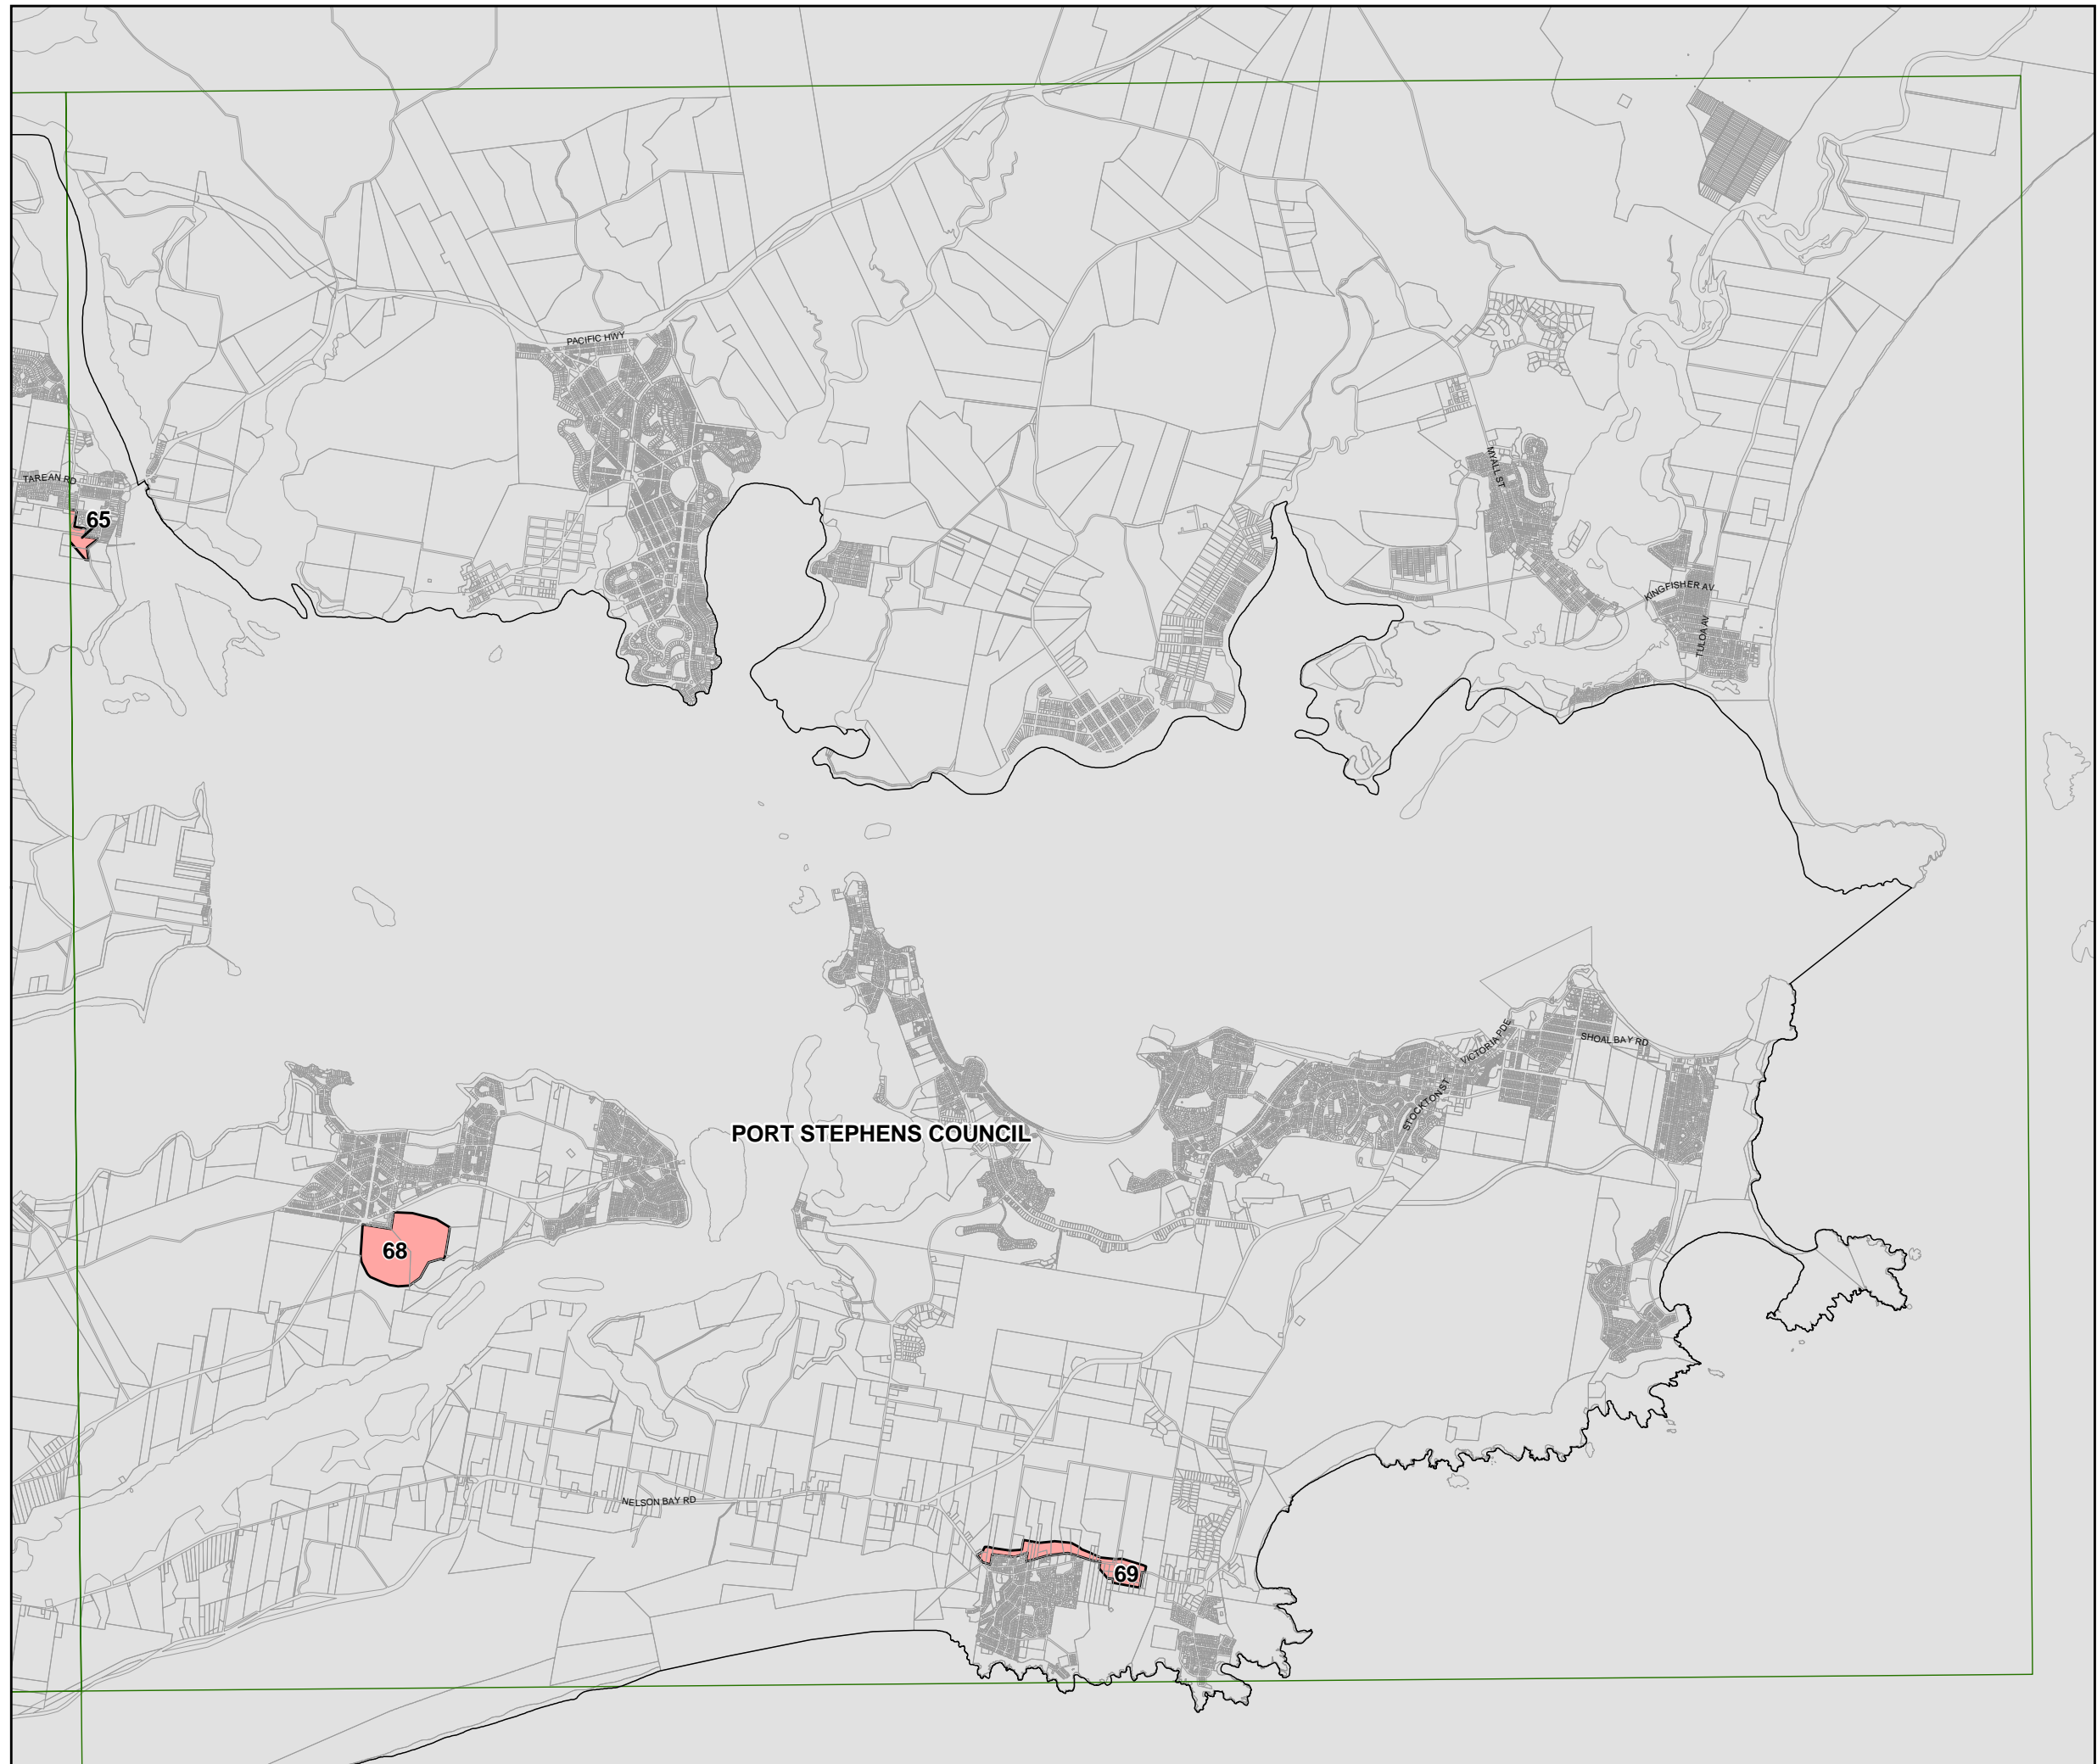 PACIFIC HWY
MYALL ST
TAREAN RD
65
KINGFISHER AV
TULOA AV
VICTORIA PDE
SHOAL BAY RD
STOCKTON ST
PORT STEPHENS COUNCIL
68
NELSON BAY RD
69